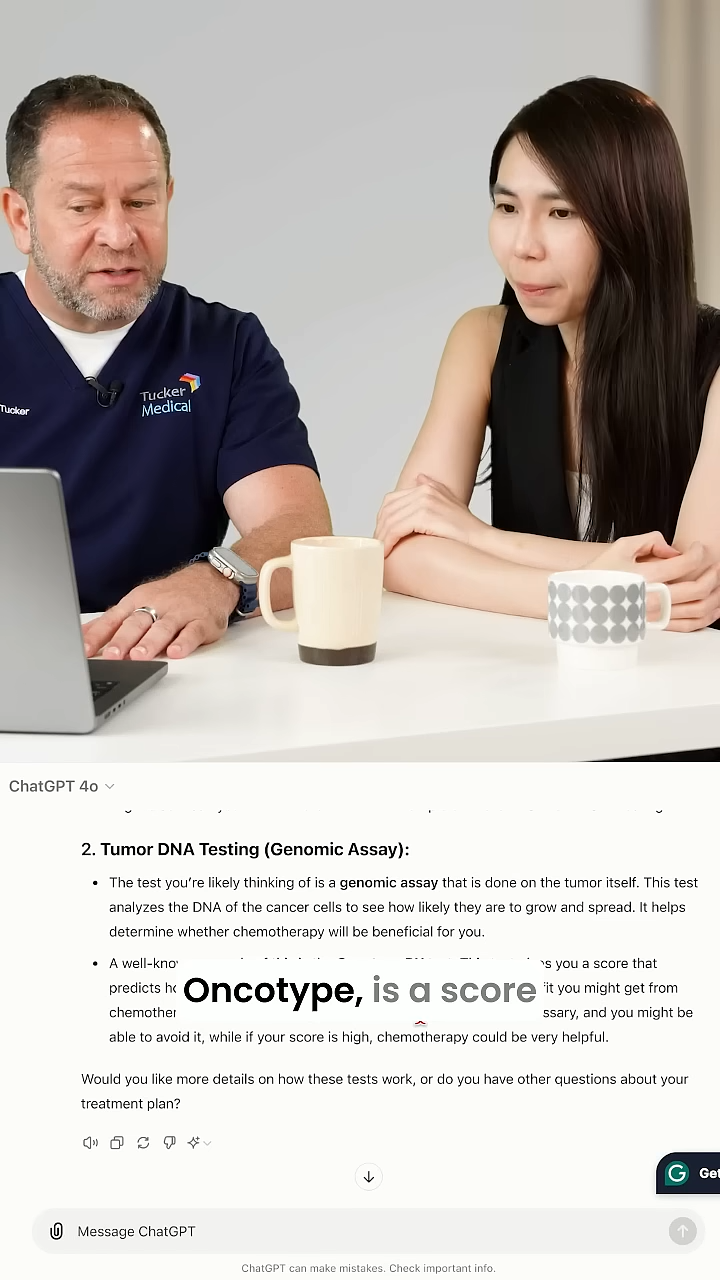 Tucker
Tucker
Medical
ChatGPT 4o
2. Tumor DNA Testing (Genomic Assay):
• The test you’re likely thinking of is a genomic assay that is done on the tumor itself. This test
analyzes the DNA of the cancer cells to see how likely they are to grow and spread. It helps
determine whether chemotherapy will be beneficial for you.
• A well-know es you a score that
predicts fit you might get from
chemother ssary, and you might be
able to avoid it, while if your score is high, chemotherapy could be very helpful.
Oncotype, is a score
Would you like more details on how these tests work, or do you have other questions about your
treatment plan?
Get
Message ChatGPT
ChatGPT can make mistakes. Check important info.